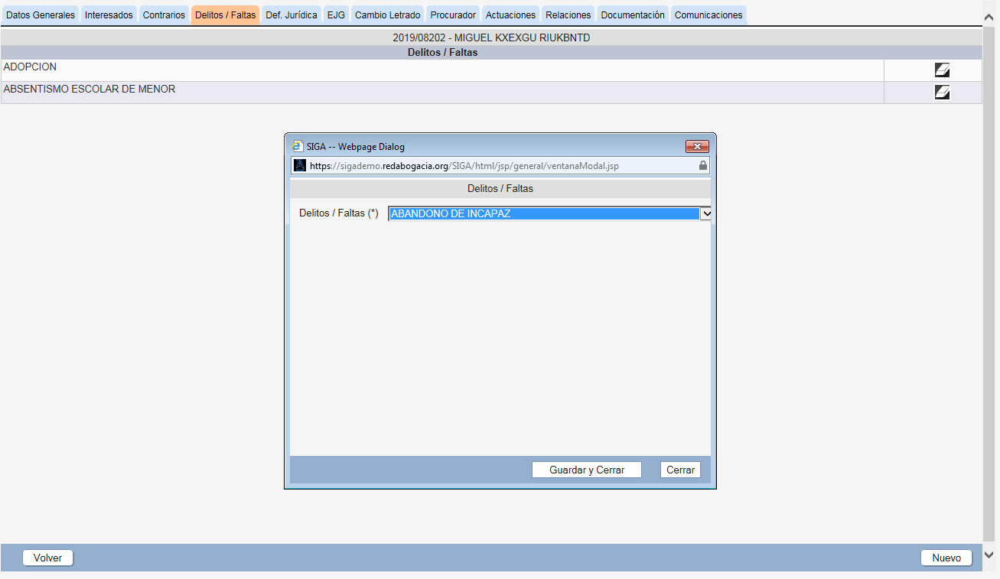 Datos Generales Interesados Contrarios Delitos / Faltas Def. Jurídica EJG Cambio Letrado Procurador Actuaciones Relaciones Documentación Comunicaciones
2019/08202 - MIGUEL KXEXGU RIUKBNTD
Delitos / Faltas
ADOPCION
ABSENTISMO ESCOLAR DE MENOR
SIGA -- Webpage Dialog
https://sigademo.redabogacia.org/SIGA/html/jsp/general/ventanaModal.jsp
Delitos / Faltas
Delitos / Faltas (*) ABANDONO DE INCAPAZ
Guardar y Cerrar Cerrar
Volver Nuevo